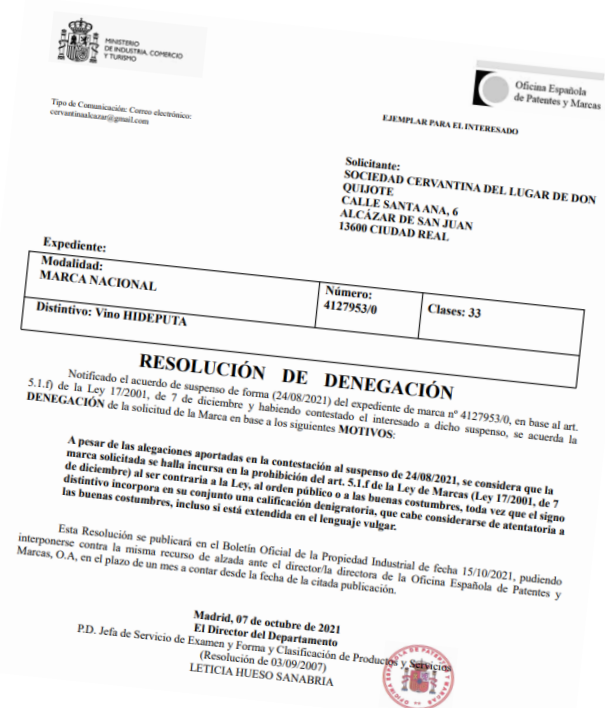 MINISTERIO
DE INDUSTRIA, COMERCIO
Y TURISMO
Oficina Española
de Patentes y Marcas
Tipo de Comunicación: Correo electrónico:
cervantinaalcazar@gmail.com
EJEMPLAR PARA EL INTERESADO
Solicitante:
SOCIEDAD CERVANTINA DEL LUGAR DE DON
QUIJOTE
CALLE SANTA ANA, 6
ALCÁZAR DE SAN JUAN
13600 CIUDAD REAL
Expediente:
Modalidad:
MARCA NACIONAL
Número:
4127953/0
Clases: 33
Distintivo: Vino HIDEPUTA
RESOLUCIÓN DE DENEGACIÓN
Notificado el acuerdo de suspenso de forma (24/08/2021) del expediente de marca nº 4127953/0, en base al art.
5.1.f) de la Ley 17/2001, de 7 de diciembre y habiendo contestado el interesado a dicho suspenso, se acuerda la
DENEGACIÓN de la solicitud de la Marca en base a los siguientes MOTIVOS:
A pesar de las alegaciones aportadas en la contestación al suspenso de 24/08/2021, se considera que la
marca solicitada se halla incursa en la prohibición del art. 5.1.f de la Ley de Marcas (Ley 17/2001, de 7
de diciembre) al ser contraria a la Ley, al orden público o a las buenas costumbres, toda vez que el signo
distintivo incorpora en su conjunto una calificación denigratoria, que cabe considerarse de atentatoria a
las buenas costumbres, incluso si está extendida en el lenguaje vulgar.
Esta Resolución se publicará en el Boletín Oficial de la Propiedad Industrial de fecha 15/10/2021, pudiendo
interponerse contra la misma recurso de alzada ante el director/la directora de la Oficina Española de Patentes y
Marcas, O.A, en el plazo de un mes a contar desde la fecha de la citada publicación.
Madrid, 07 de octubre de 2021
El Director del Departamento
P.D. Jefa de Servicio de Examen y Forma y Clasificación de Productos y Servicios
(Resolución de 03/09/2007)
LETICIA HUESO SANABRIA